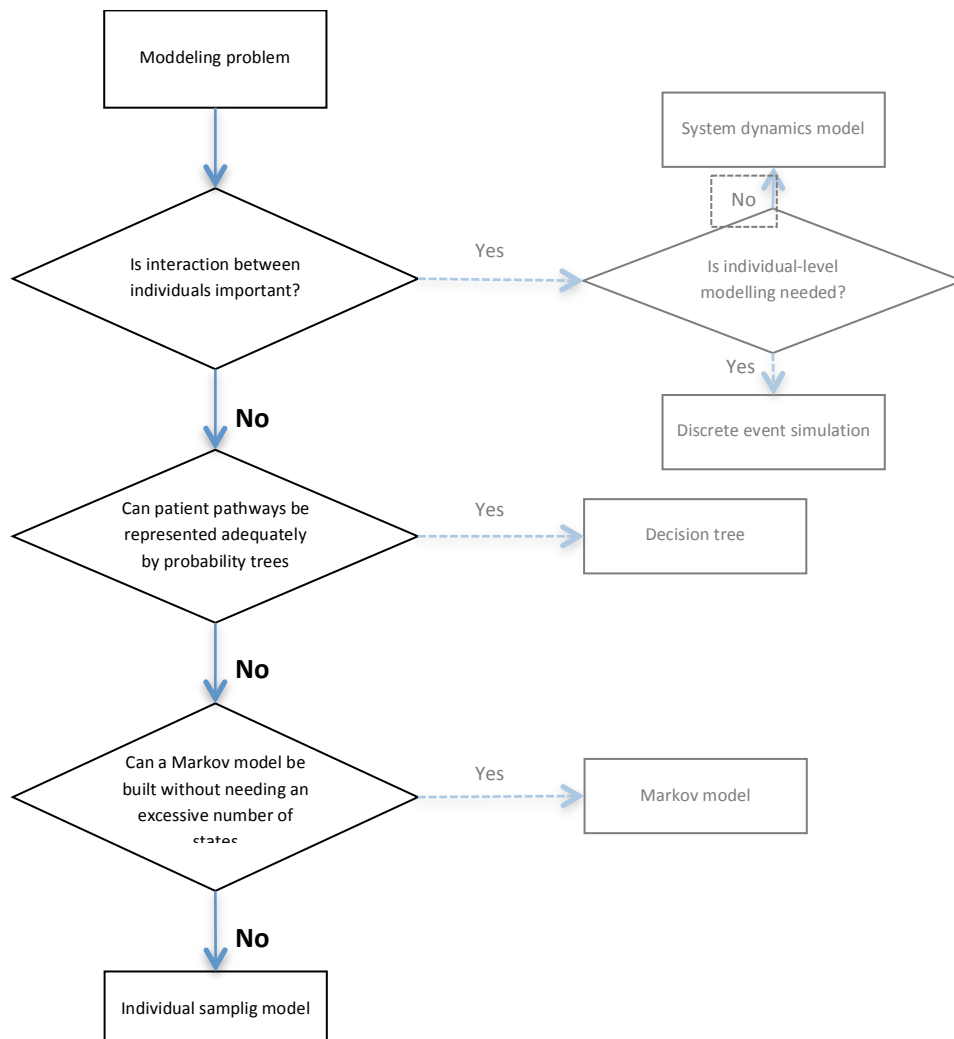 Moddeling problem
System dynamics model
No
Is interaction between
individuals important?
Yes
Is individual-level
modelling needed?
Yes
Discrete event simulation
No
Can patient pathways be
represented adequately
by probability trees
Yes
Decision tree
No
Can a Markov model be
built without needing an
excessive number of
states
Yes
Markov model
No
Individual samplig model